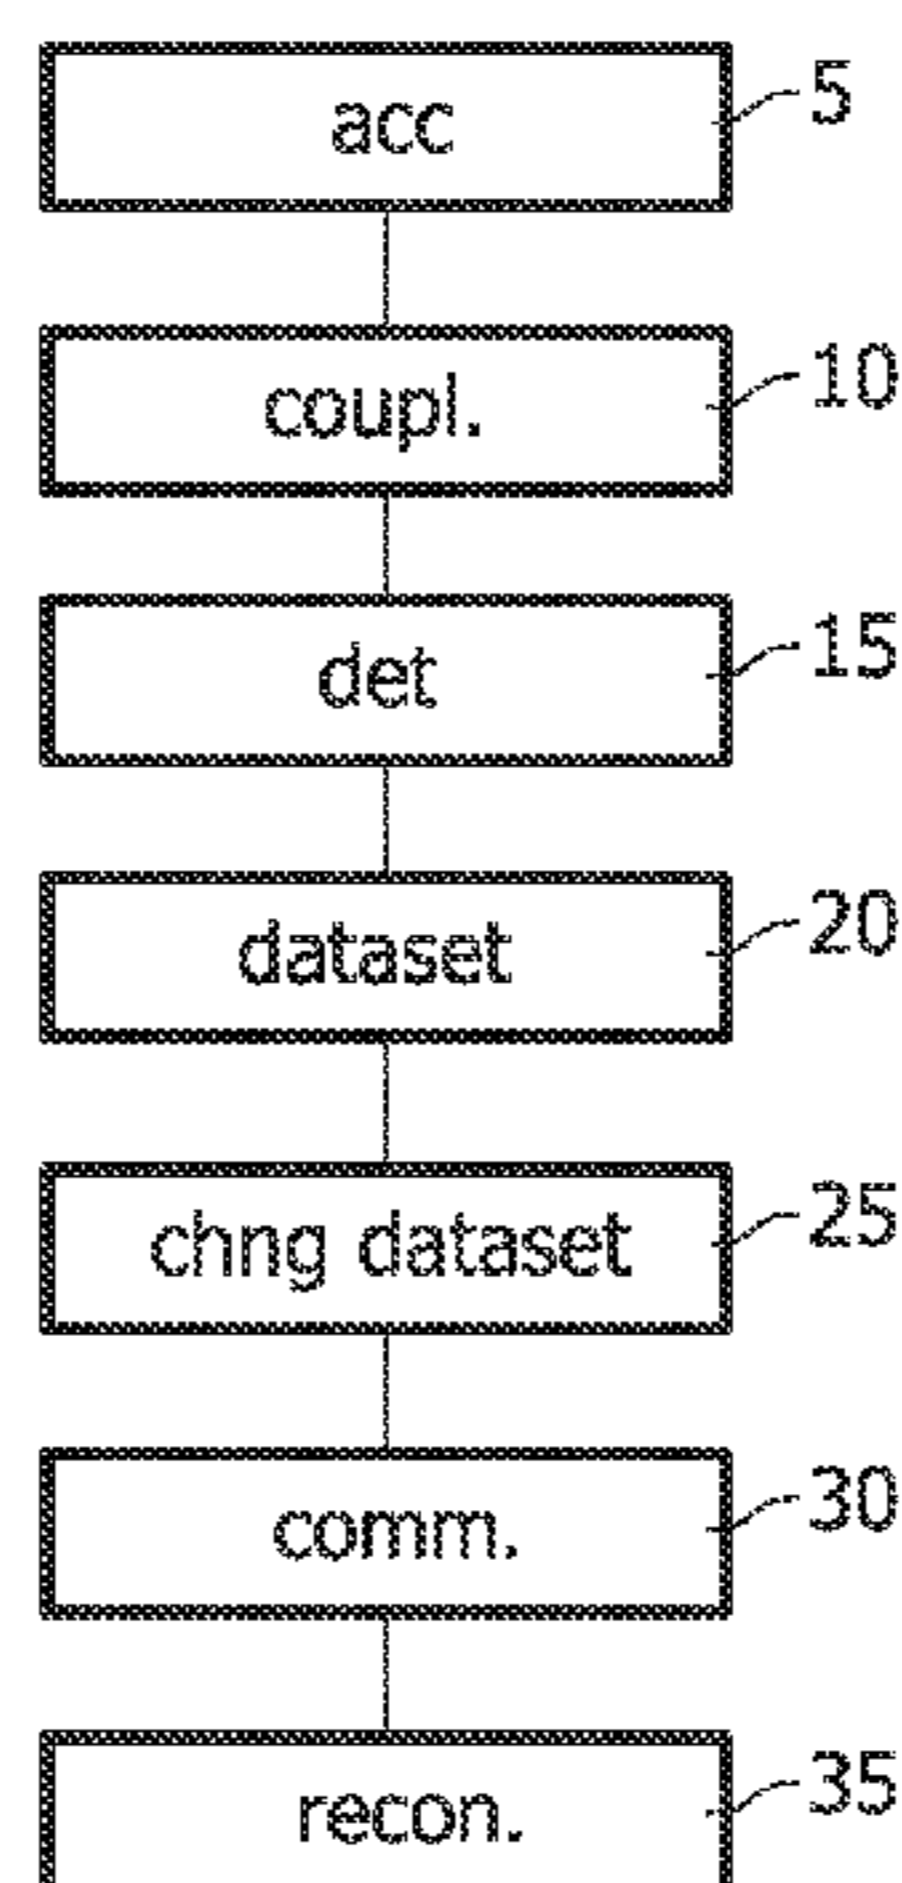 acc 5
coupl. 10
det 15
dataset 20
chng dataset 25
comm. 30
recon. 35